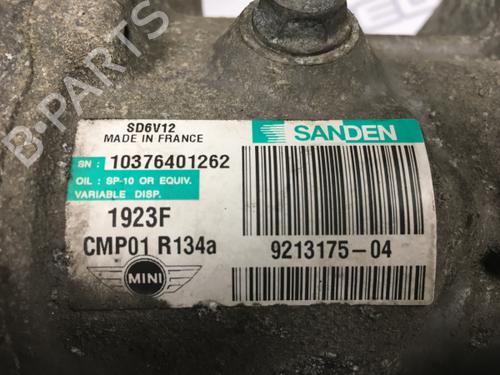 B-PARTS
SD6V12
MADE IN FRANCE
SANDEN
SN : 10376401262
OIL : SP-10 OR EQUIV.
VARIABLE DISP.
1923F
CMP01 R134a
9213175-04
MINI